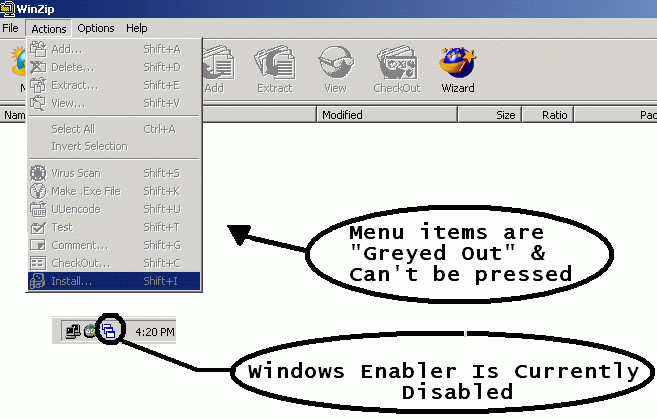 WinZip
File Actions Options Help
Add... Shift+A
Delete... Shift+D
Extract... Shift+E
View... Shift+V
Select All Ctrl+A
Invert Selection
Virus Scan Shift+S
Make .Exe File Shift+K
UUencode Shift+U
Test Shift+T
Comment... Shift+G
CheckOut... Shift+C
Install... Shift+I
Add Extract View CheckOut Wizard
Nam Modified Size Ratio Pac
Menu items are
"Greyed Out" &
Can't be pressed
4:20 PM
Windows Enabler Is Currently
Disabled